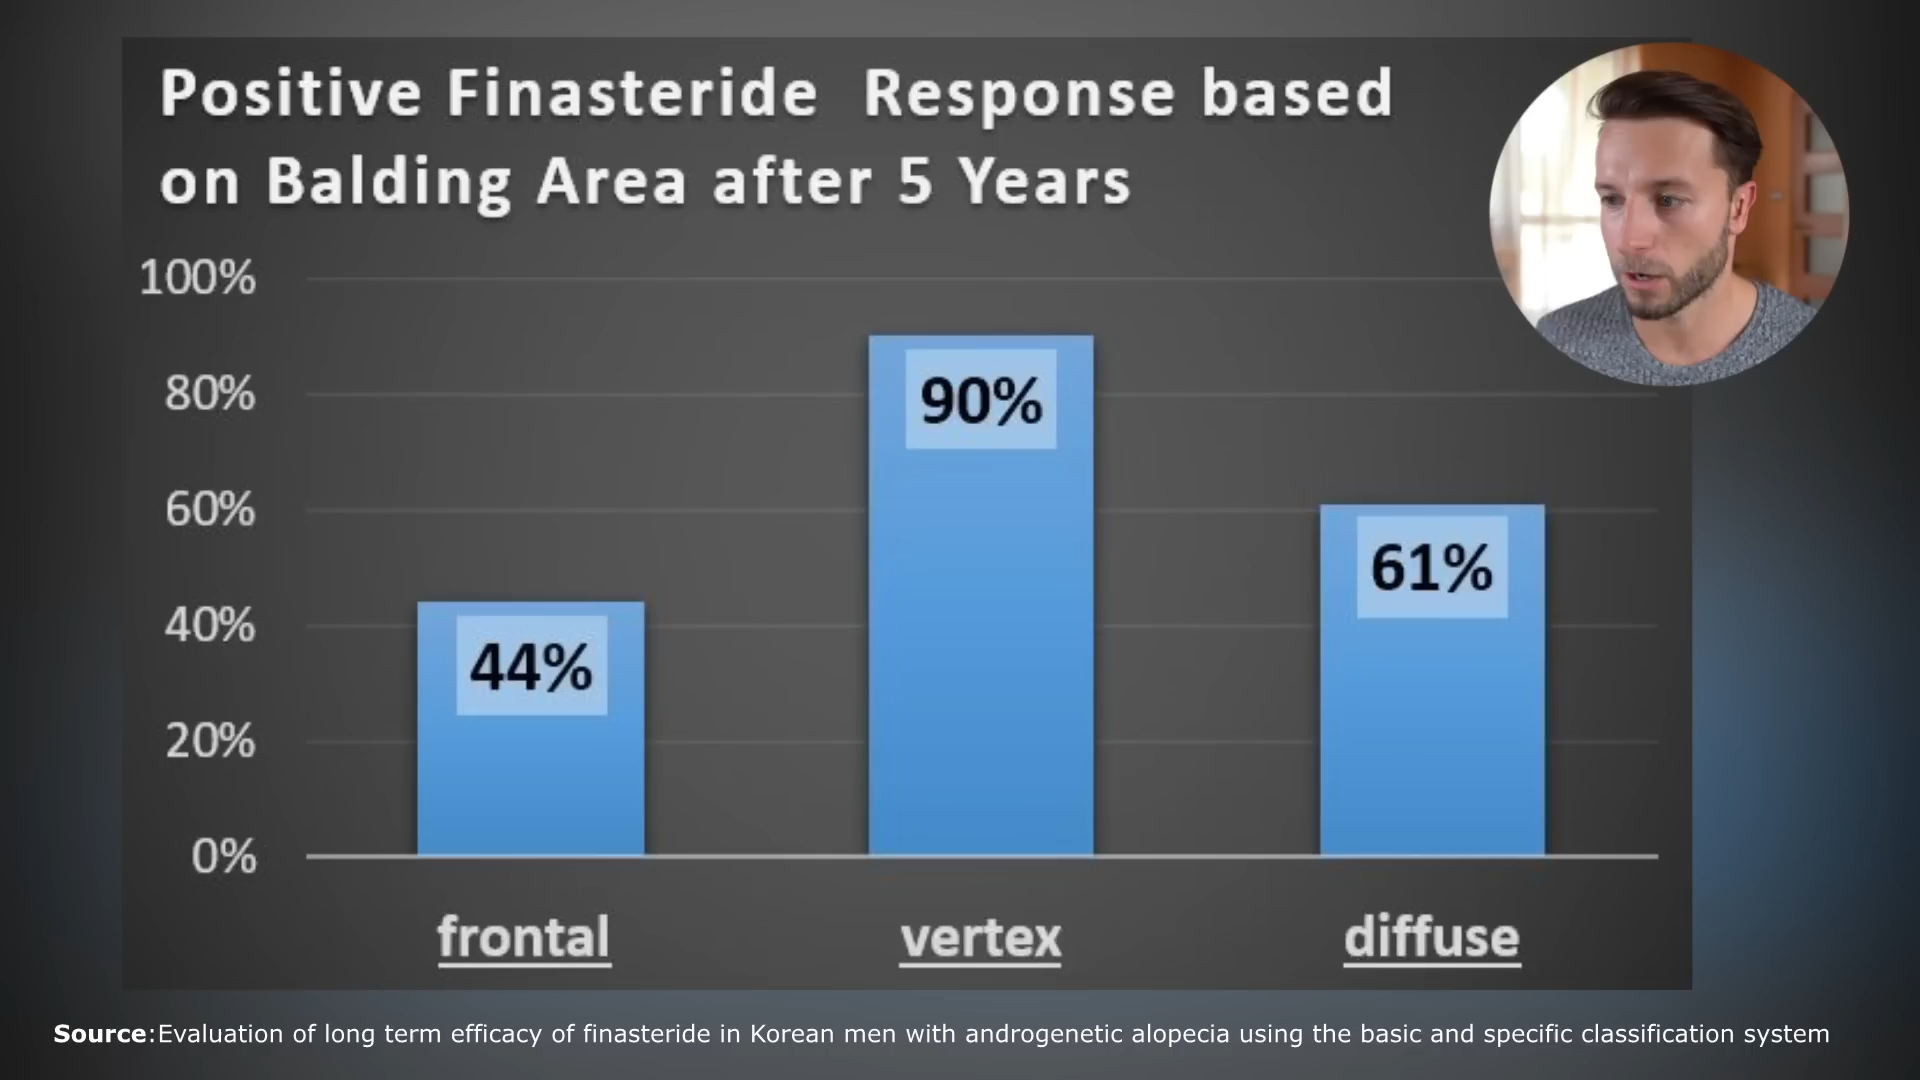 Positive Finasteride Response based
on Balding Area after 5 Years
100%
80%
60%
40%
20%
0%
44%
90%
61%
frontal
vertex
diffuse
Source:Evaluation of long term efficacy of finasteride in Korean men with androgenetic alopecia using the basic and specific classification system